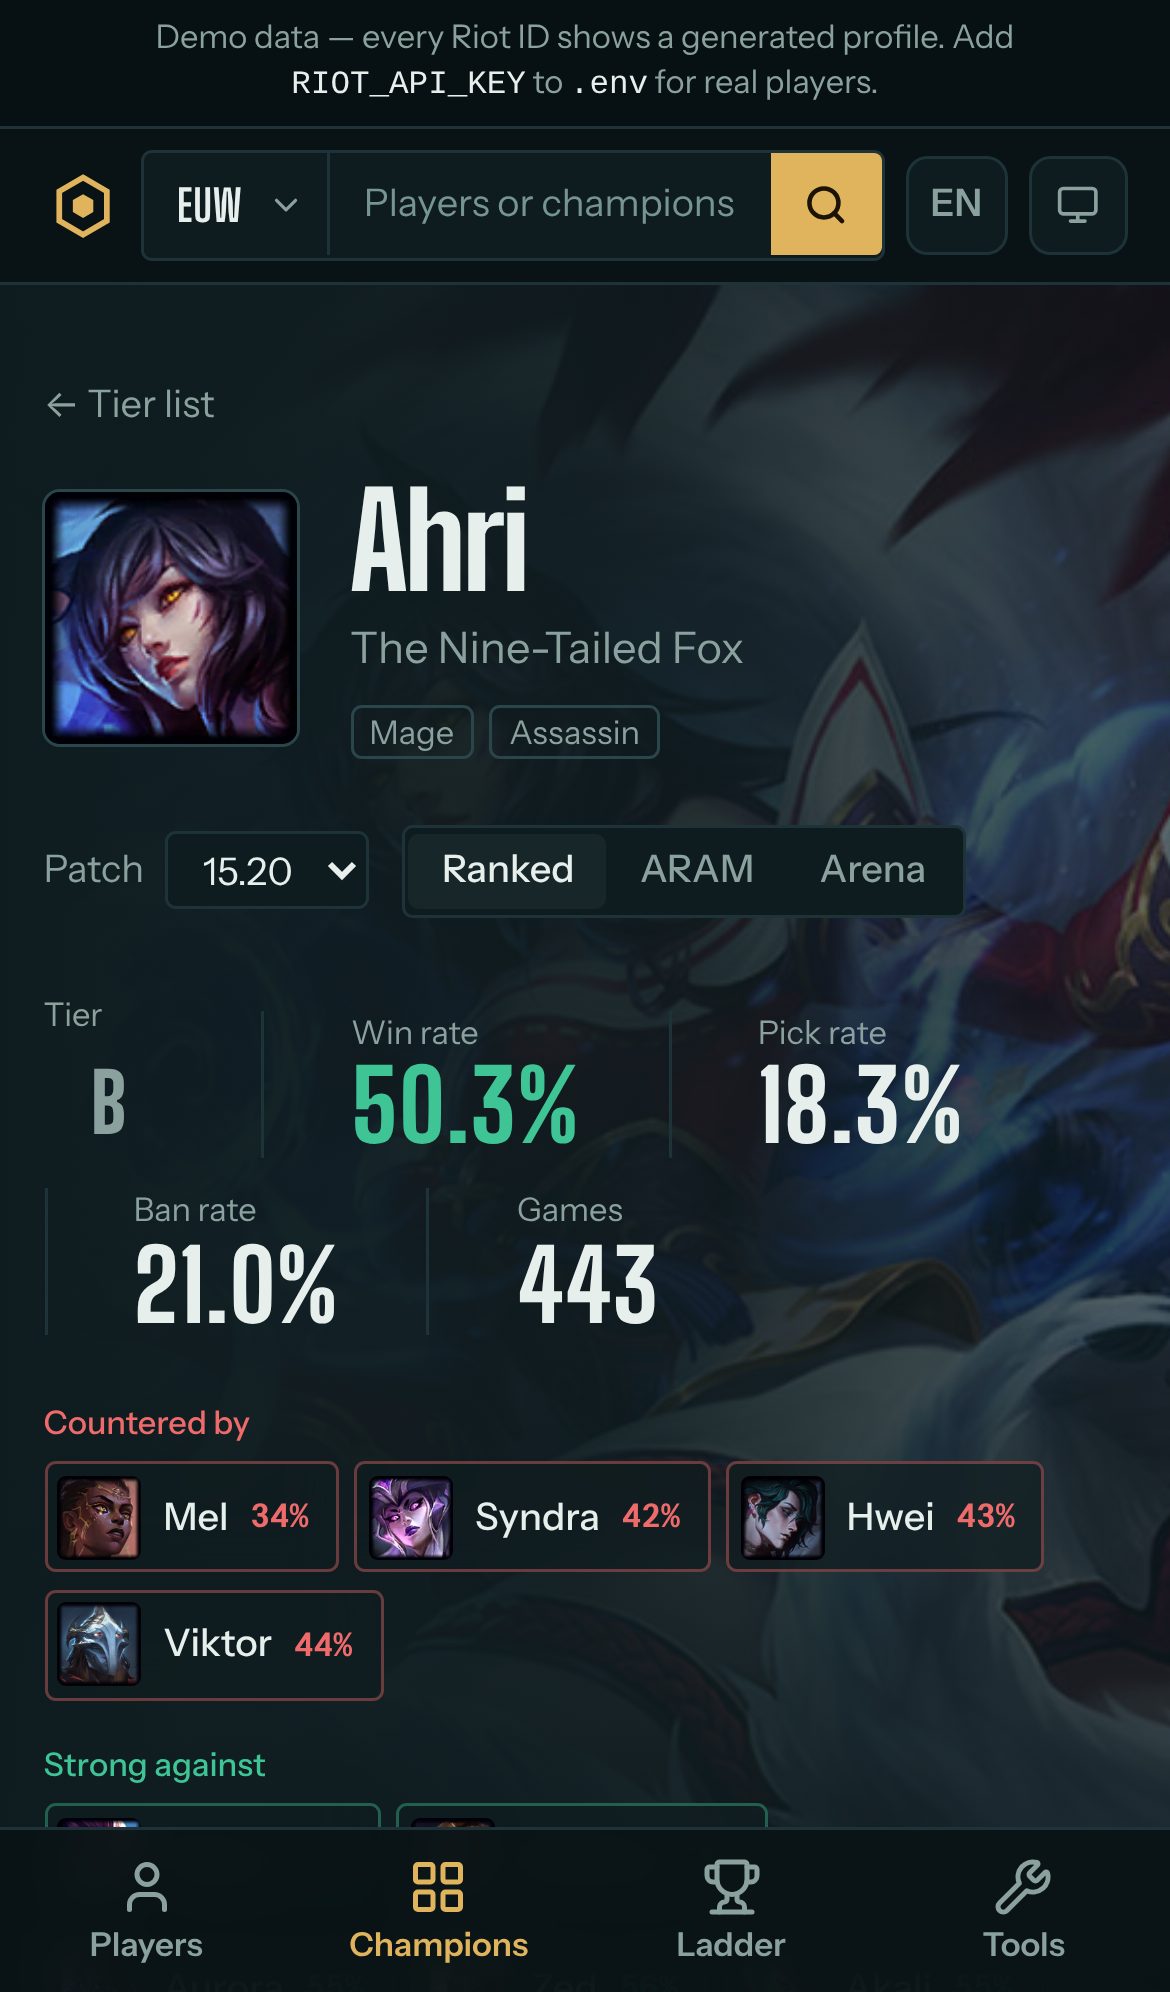 Demo data — every Riot ID shows a generated profile. Add
RIOT_API_KEY to .env for real players.
EUW
Players or champions
EN
← Tier list
Ahri
The Nine-Tailed Fox
Mage
Assassin
Patch
15.20
Ranked
ARAM
Arena
Tier
B
Win rate
50.3%
Pick rate
18.3%
Ban rate
21.0%
Games
443
Countered by
Mel 34%
Syndra 42%
Hwei 43%
Viktor 44%
Strong against
Players
Champions
Ladder
Tools